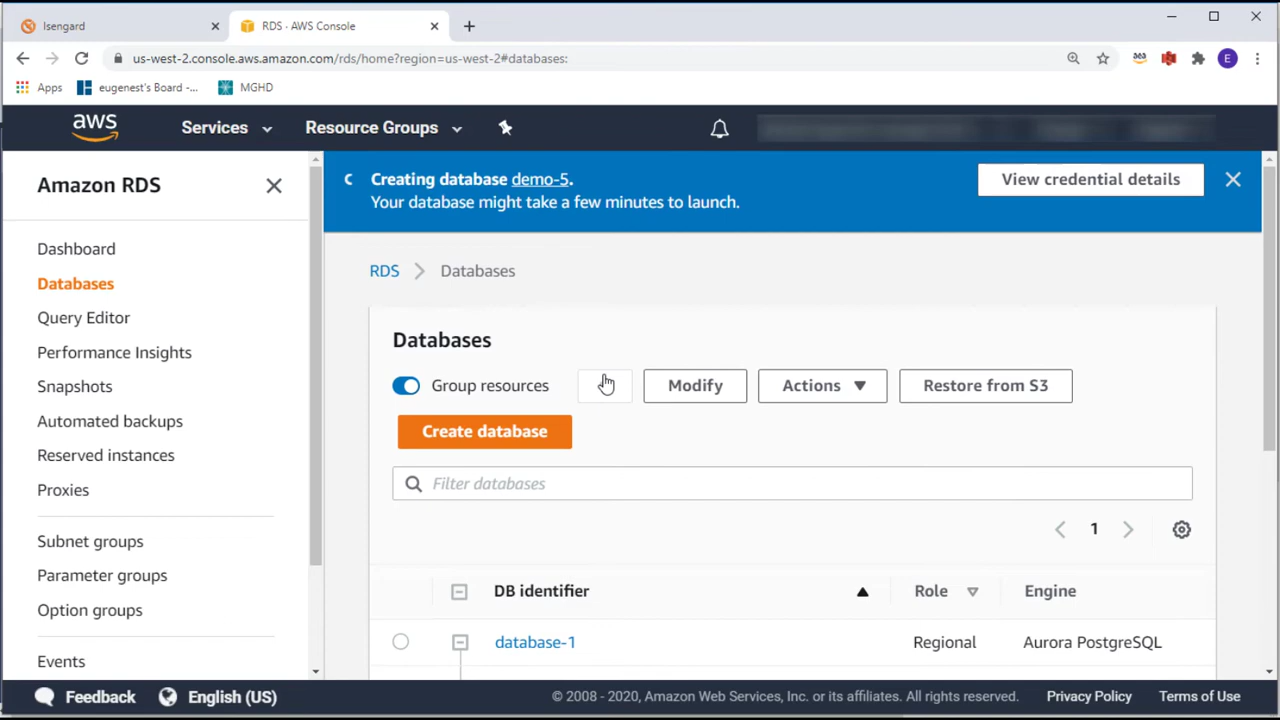 Isengard
RDS · AWS Console
us-west-2.console.aws.amazon.com/rds/home?region=us-west-2#databases:
Apps
eugenest's Board -...
MGHD
E
aws
Services
Resource Groups
Amazon RDS
Dashboard
Databases
Query Editor
Performance Insights
Snapshots
Automated backups
Reserved instances
Proxies
Subnet groups
Parameter groups
Option groups
Events
Creating database demo-5.
Your database might take a few minutes to launch.
View credential details
RDS > Databases
Databases
Group resources
Modify
Actions
Restore from S3
Create database
Filter databases
1
DB identifier Role Engine
database-1 Regional Aurora PostgreSQL
Feedback English (US) © 2008 - 2020, Amazon Web Services, Inc. or its affiliates. All rights reserved. Privacy Policy Terms of Use